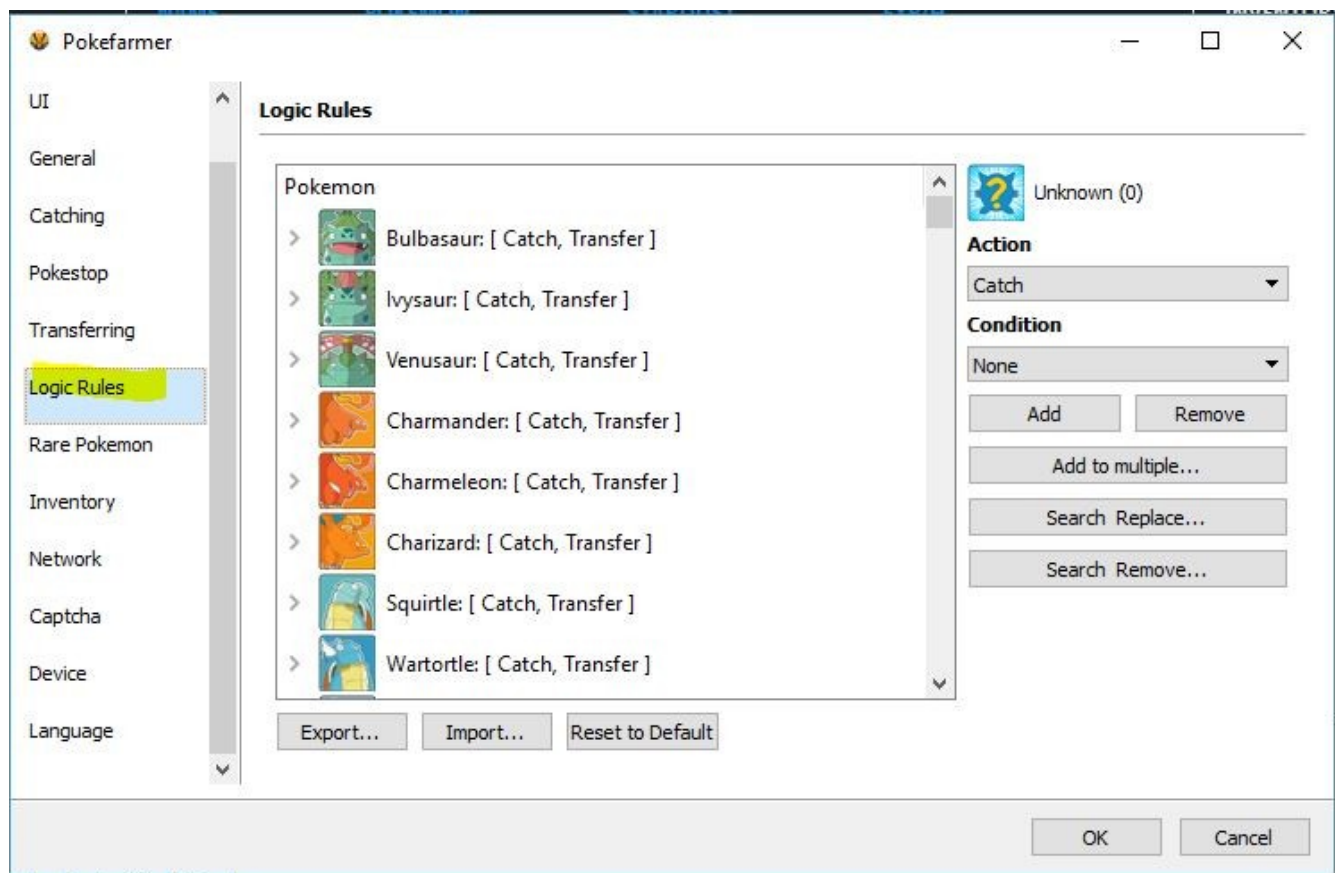 Pokefarmer
UI
General
Catching
Pokestop
Transferring
Logic Rules
Rare Pokemon
Inventory
Network
Captcha
Device
Language
Logic Rules
Pokemon
Bulbasaur: [ Catch, Transfer ]
Ivysaur: [ Catch, Transfer ]
Venusaur: [ Catch, Transfer ]
Charmander: [ Catch, Transfer ]
Charmeleon: [ Catch, Transfer ]
Charizard: [ Catch, Transfer ]
Squirtle: [ Catch, Transfer ]
Wartortle: [ Catch, Transfer ]
Export... Import... Reset to Default
? Unknown (0)
Action
Catch
Condition
None
Add Remove
Add to multiple...
Search Replace...
Search Remove...
OK Cancel